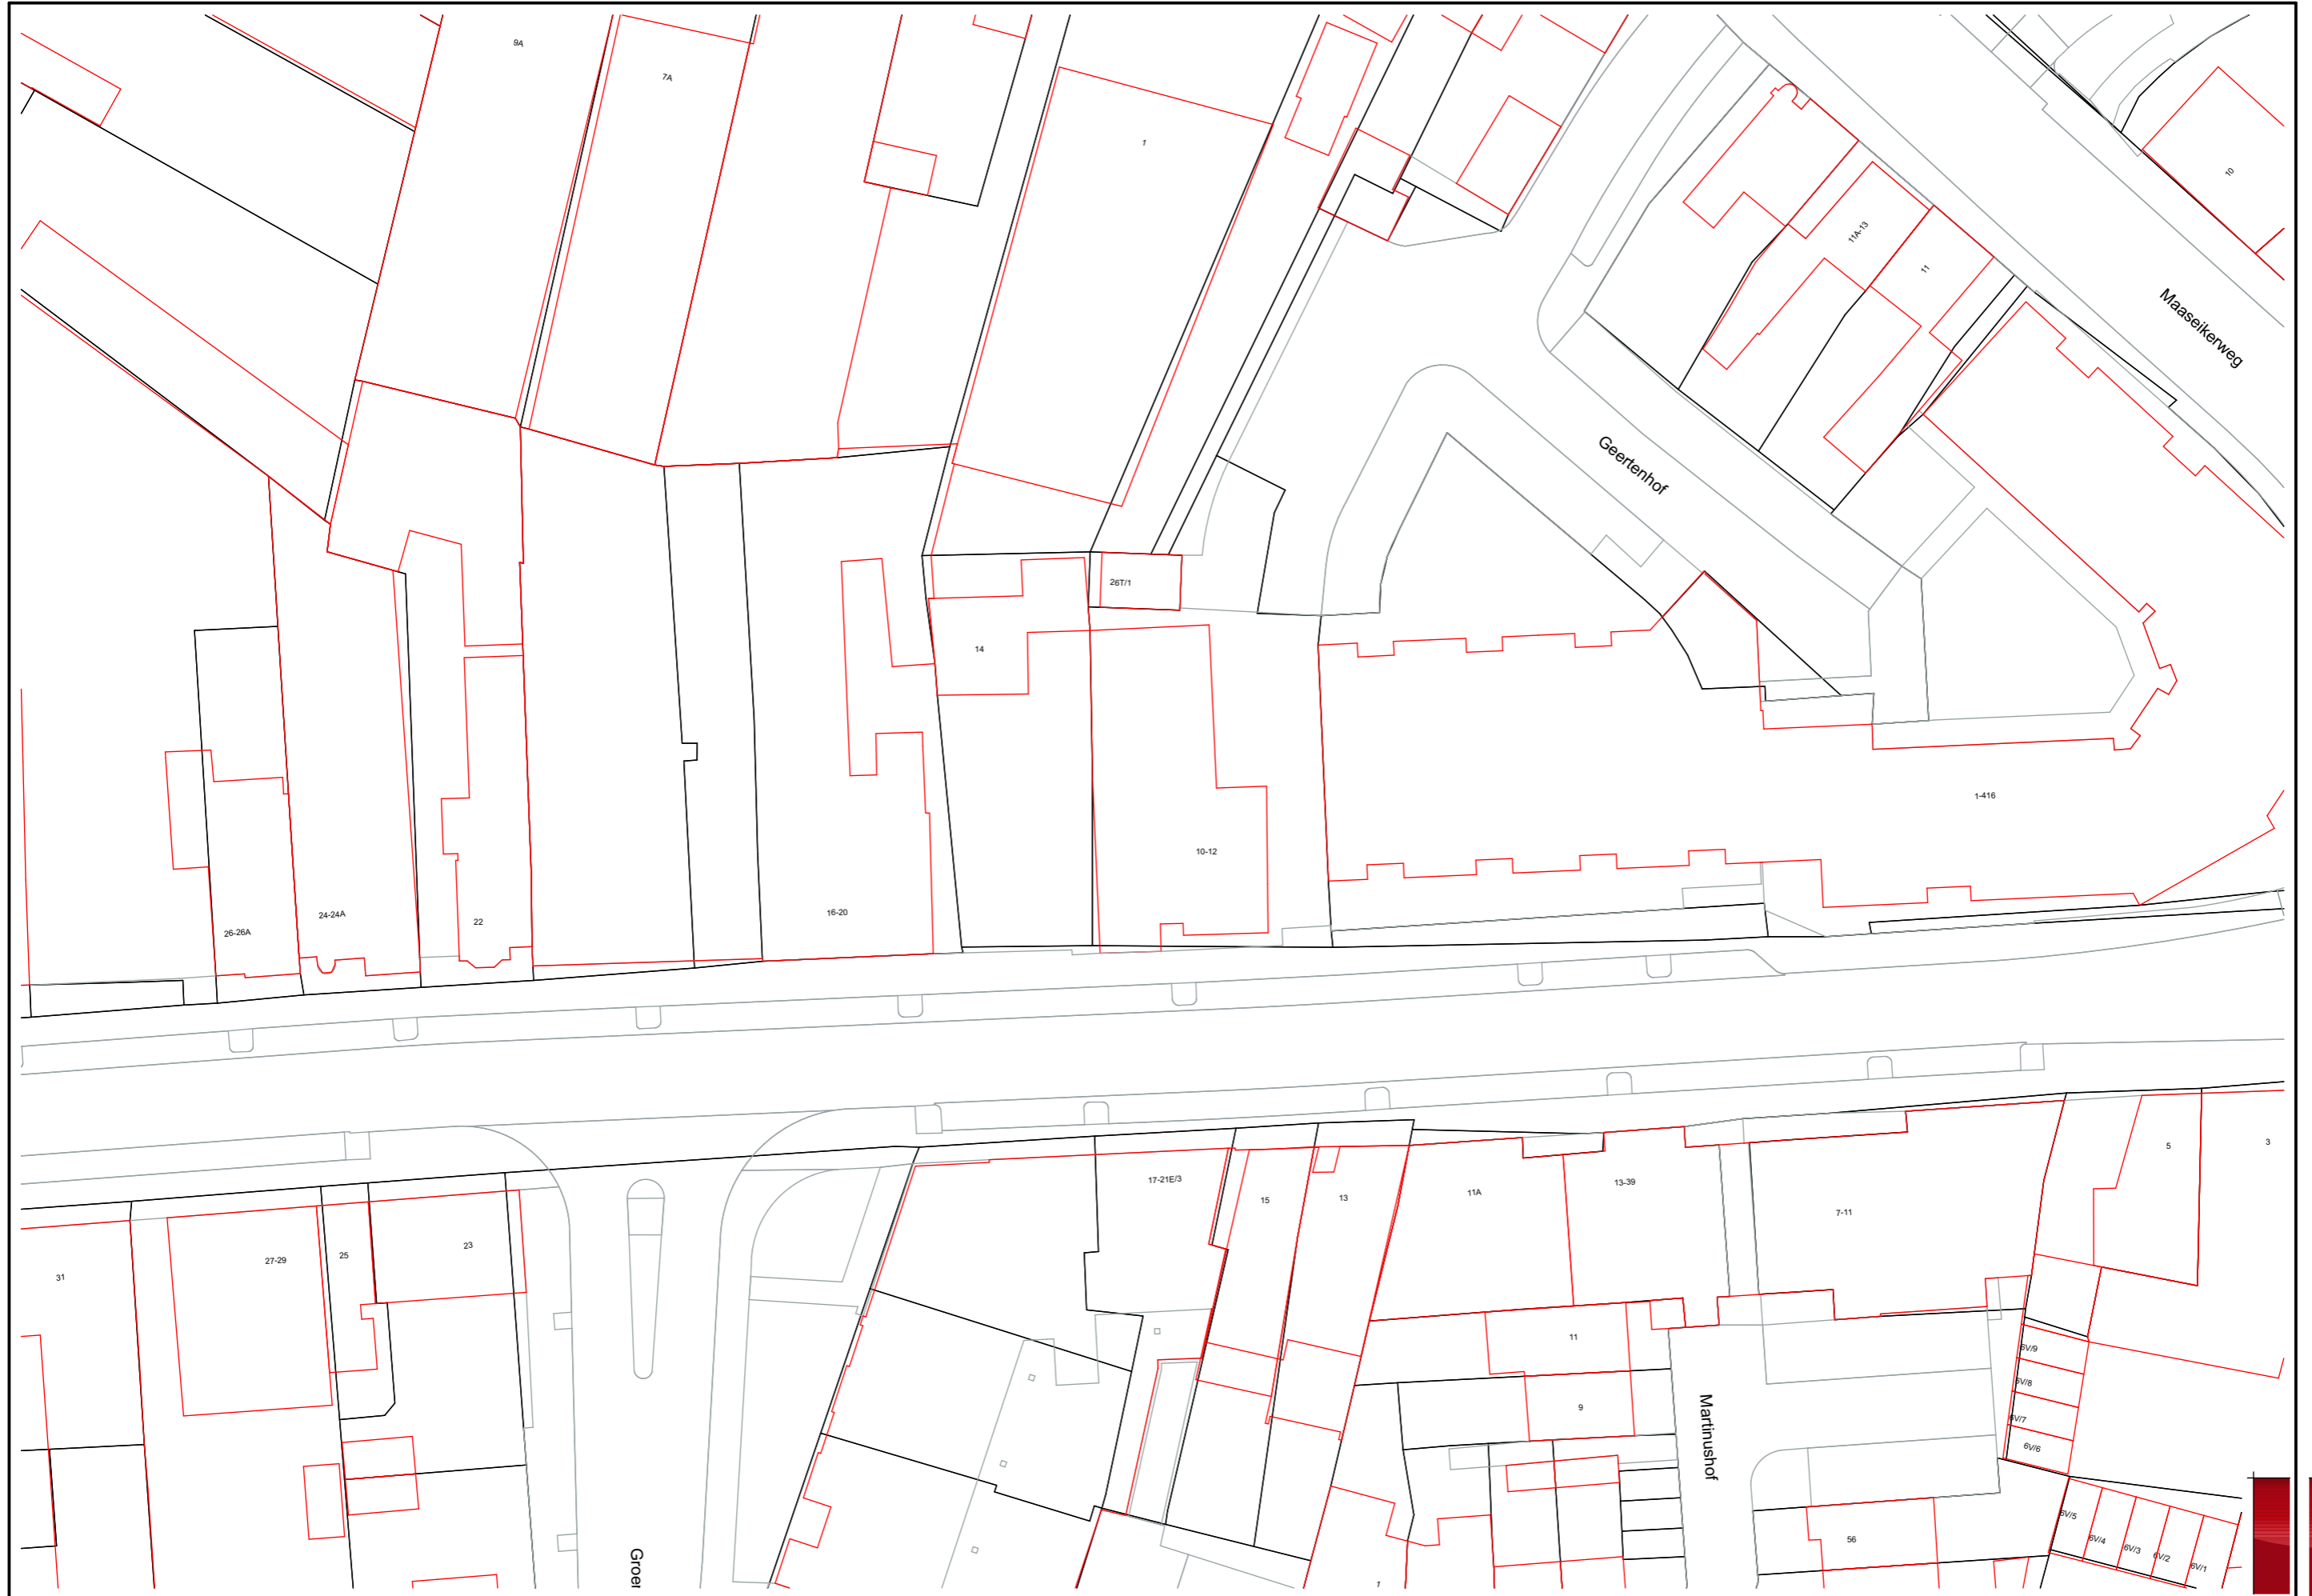 9A
7A
1
10
11A-13
11
Maaseikerweg
Geertenhof
26T/1
14
1-416
10-12
16-20
24-24A
22
26-26A
5
3
17-21E/3
11A
13-39
15
13
7-11
23
25
27-29
31
11
6V/9
6V/8
9
6V/7
6V/6
Martinushof
6V/5
56
6V/4
6V/3
6V/2
6V/1
Groer
1